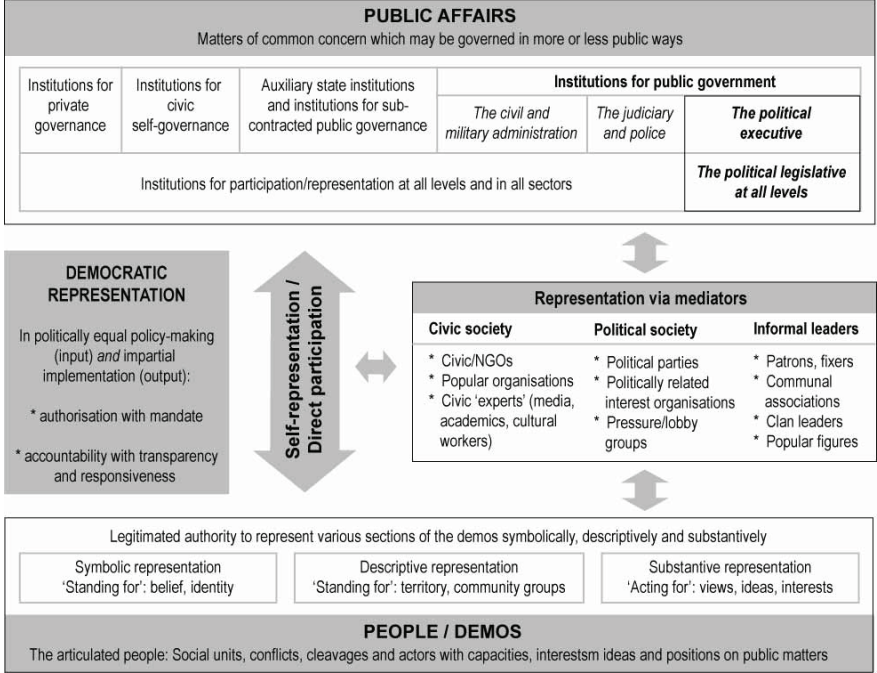 PUBLIC AFFAIRS
Matters of common concern which may be governed in more or less public ways
Institutions for
private
governance
Institutions for
civic
self-governance
Auxiliary state institutions
and institutions for sub-
contracted public governance
Institutions for public government
The civil and
military administration
The judiciary
and police
The political
executive
Institutions for participation/representation at all levels and in all sectors
The political legislative
at all levels
DEMOCRATIC
REPRESENTATION
In politically equal policy-making
(input) and impartial
implementation (output):
* authorisation with mandate
* accountability with transparency
and responsiveness
Self-representation /
Direct participation
Representation via mediators
Civic society
* Civic/NGOs
* Popular organisations
* Civic ‘experts’ (media,
academics, cultural
workers)
Political society
* Political parties
* Politically related
interest organisations
* Pressure/lobby
groups
Informal leaders
* Patrons, fixers
* Communal
associations
* Clan leaders
* Popular figures
Legitimated authority to represent various sections of the demos symbolically, descriptively and substantively
Symbolic representation
‘Standing for’: belief, identity
Descriptive representation
‘Standing for’: territory, community groups
Substantive representation
‘Acting for’: views, ideas, interests
PEOPLE / DEMOS
The articulated people: Social units, conflicts, cleavages and actors with capacities, interestsm ideas and positions on public matters